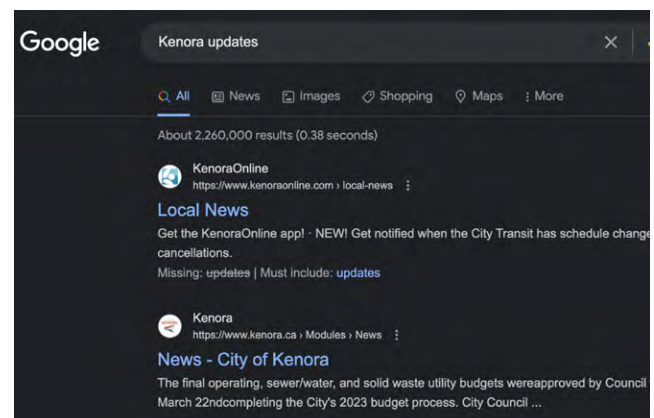 Google
Kenora updates
All News Images Shopping Maps More
About 2,260,000 results (0.38 seconds)
KenoraOnline
https://www.kenoraonline.com › local-news
Local News
Get the KenoraOnline app! · NEW! Get notified when the City Transit has schedule change
cancellations.
Missing: updates | Must include: updates
Kenora
https://www.kenora.ca › Modules › News
News - City of Kenora
The final operating, sewer/water, and solid waste utility budgets wereapproved by Council
March 22ndcompleting the City's 2023 budget process. City Council ...